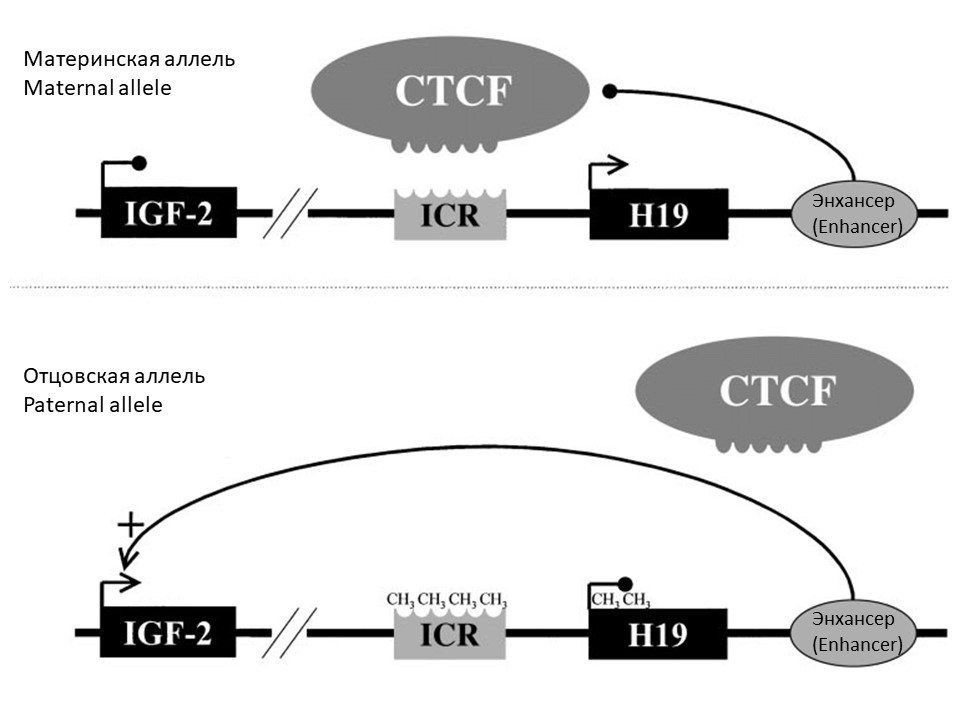 Материнская аллель
Maternal allele
CTCF
IGF-2
ICR
H19
Энхансер
(Enhancer)
Отцовская аллель
Paternal allele
CTCF
+
CH3 CH3 CH3 CH3
CH3 CH3
IGF-2
ICR
H19
Энхансер
(Enhancer)